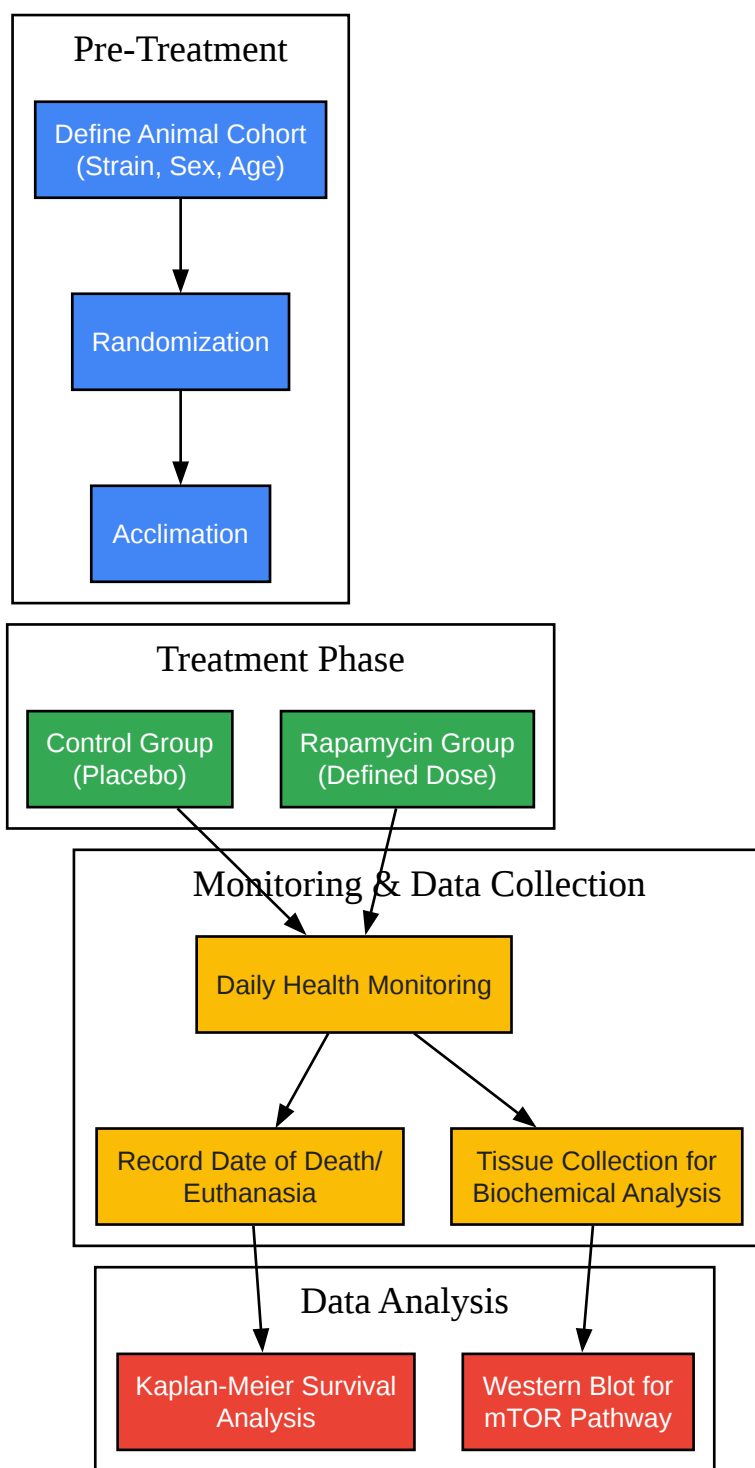 Pre-Treatment
Define Animal Cohort
(Strain, Sex, Age)
Randomization
Acclimation
Treatment Phase
Control Group
(Placebo)
Rapamycin Group
(Defined Dose)
Monitoring & Data Collection
Daily Health Monitoring
Record Date of Death/
Euthanasia
Tissue Collection for
Biochemical Analysis
Data Analysis
Kaplan-Meier Survival
Analysis
Western Blot for
mTOR Pathway